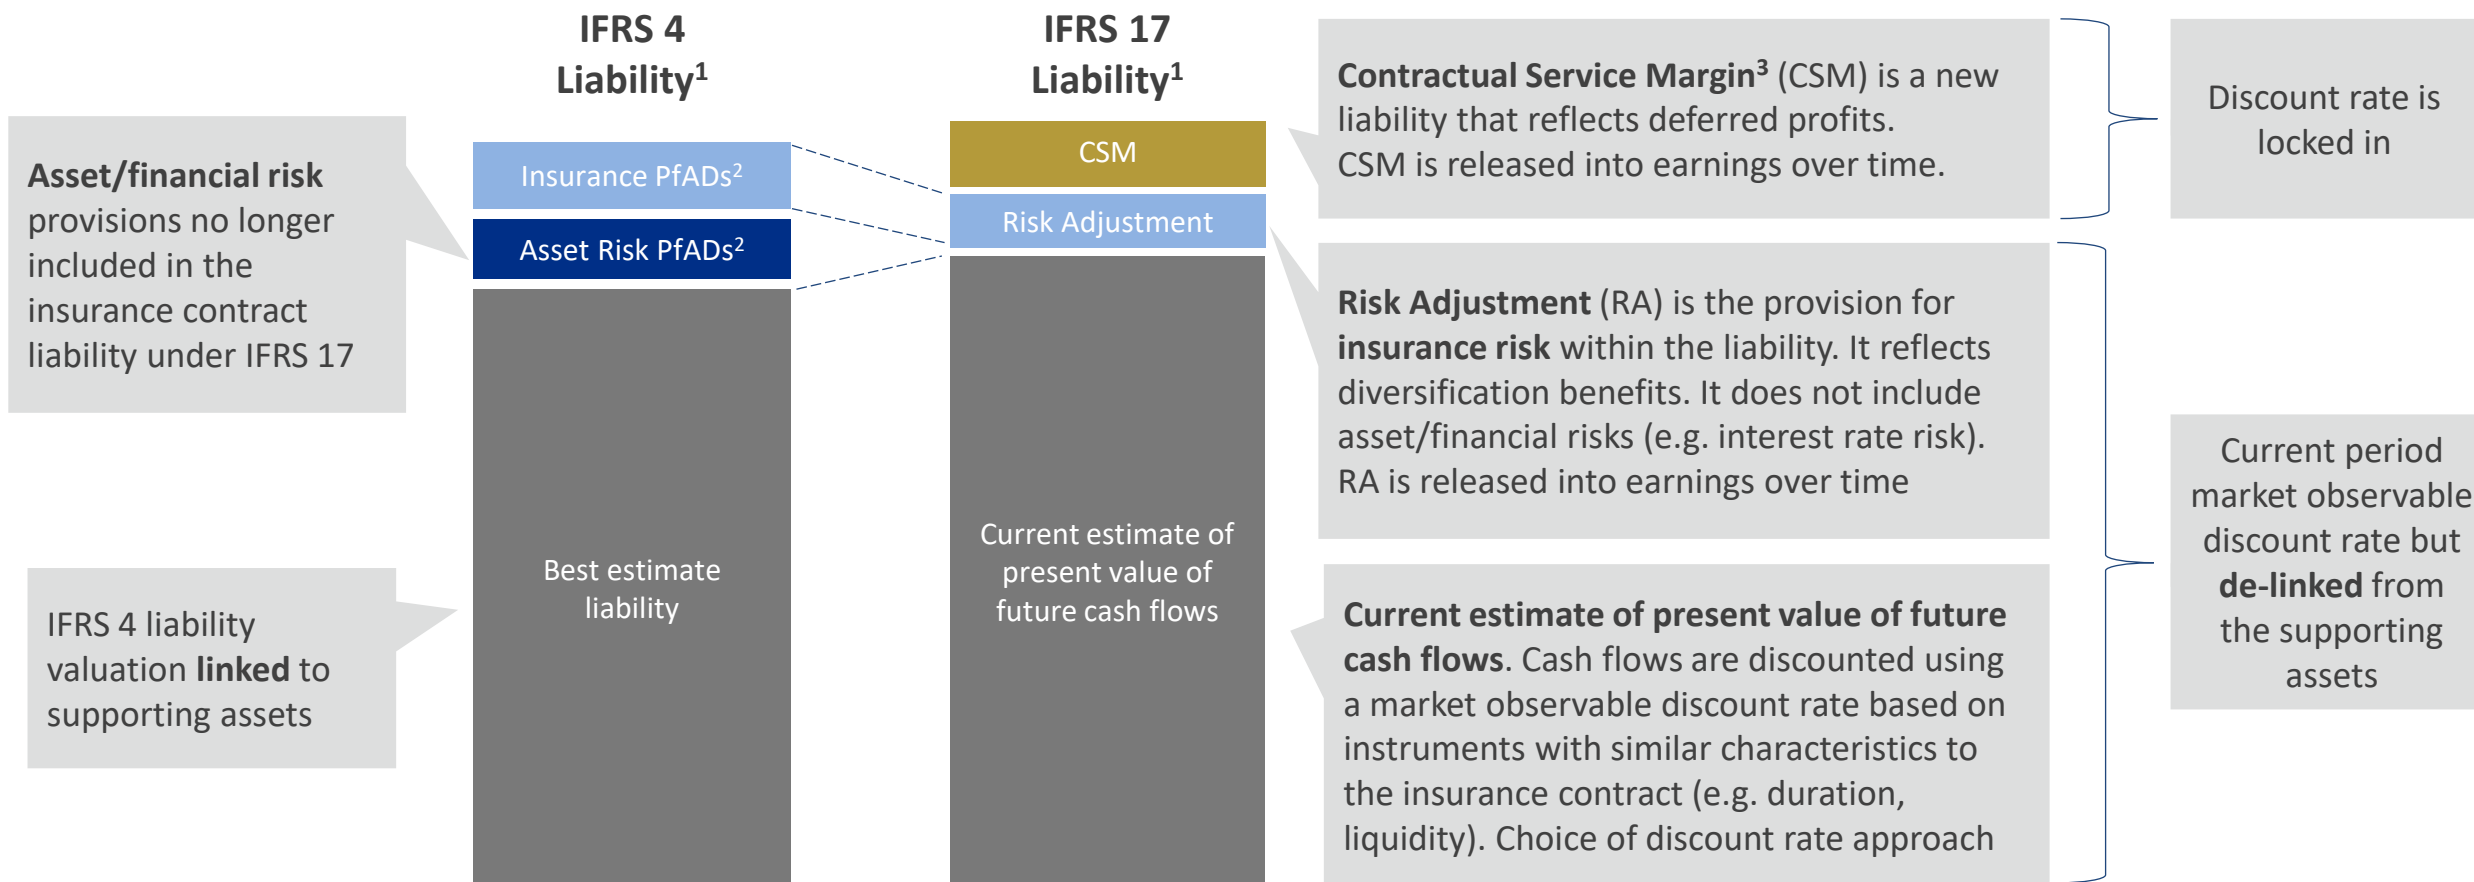 IFRS 4
Liability¹
IFRS 17
Liability¹
Asset/financial risk
provisions no longer
included in the
insurance contract
liability under IFRS 17
IFRS 4 liability
valuation linked to
supporting assets
Insurance PfADs²
Asset Risk PfADs²
Best estimate
liability
CSM
Risk Adjustment
Current estimate of
present value of
future cash flows
Contractual Service Margin³ (CSM) is a new
liability that reflects deferred profits.
CSM is released into earnings over time.
Risk Adjustment (RA) is the provision for
insurance risk within the liability. It reflects
diversification benefits. It does not include
asset/financial risks (e.g. interest rate risk).
RA is released into earnings over time
Current estimate of present value of future
cash flows. Cash flows are discounted using
a market observable discount rate based on
instruments with similar characteristics to
the insurance contract (e.g. duration,
liquidity). Choice of discount rate approach
Discount rate is
locked in
Current period
market observable
discount rate but
de-linked from
the supporting
assets